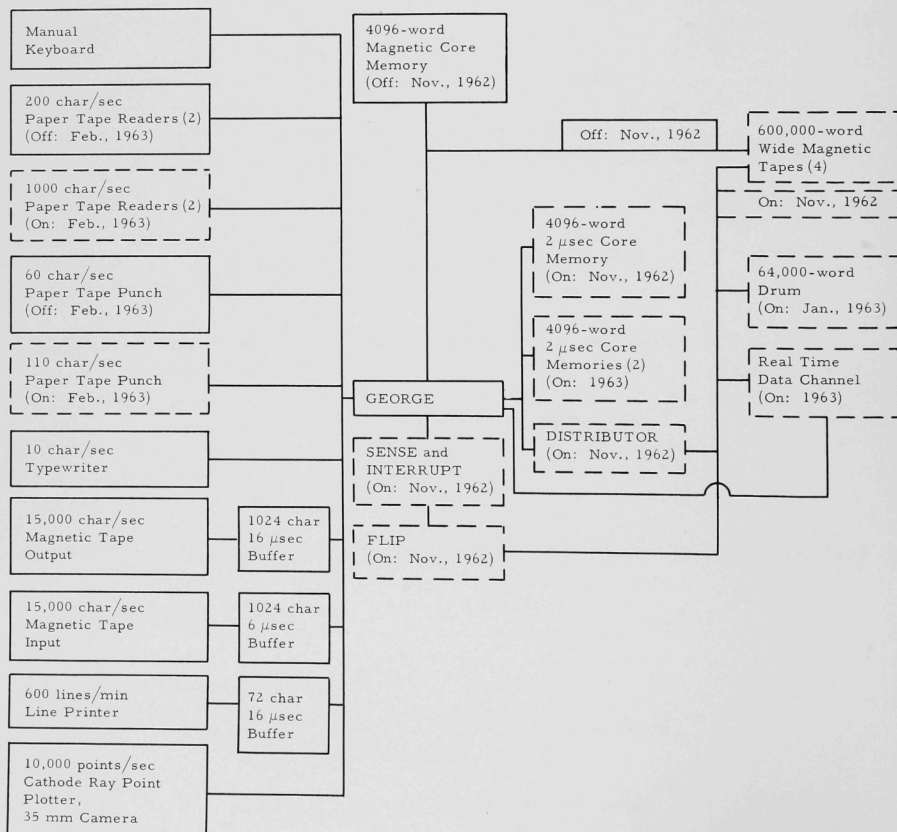 Manual
Keyboard
200 char/sec
Paper Tape Readers (2)
(Off: Feb., 1963)
1000 char/sec
Paper Tape Readers (2)
(On: Feb., 1963)
60 char/sec
Paper Tape Punch
(Off: Feb., 1963)
110 char/sec
Paper Tape Punch
(On: Feb., 1963)
10 char/sec
Typewriter
15,000 char/sec
Magnetic Tape
Output
1024 char
16 μsec
Buffer
15,000 char/sec
Magnetic Tape
Input
1024 char
6 μsec
Buffer
600 lines/min
Line Printer
72 char
16 μsec
Buffer
10,000 points/sec
Cathode Ray Point
Plotter,
35 mm Camera
4096-word
Magnetic Core
Memory
(Off: Nov., 1962)
GEORGE
SENSE and
INTERRUPT
(On: Nov., 1962)
FLIP
(On: Nov., 1962)
4096-word
2 μsec Core
Memory
(On: Nov., 1962)
4096-word
2 μsec Core
Memories (2)
(On: 1963)
DISTRIBUTOR
(On: Nov., 1962)
Off: Nov., 1962
600,000-word
Wide Magnetic
Tapes (4)
On: Nov., 1962
64,000-word
Drum
(On: Jan., 1963)
Real Time
Data Channel
(On: 1963)